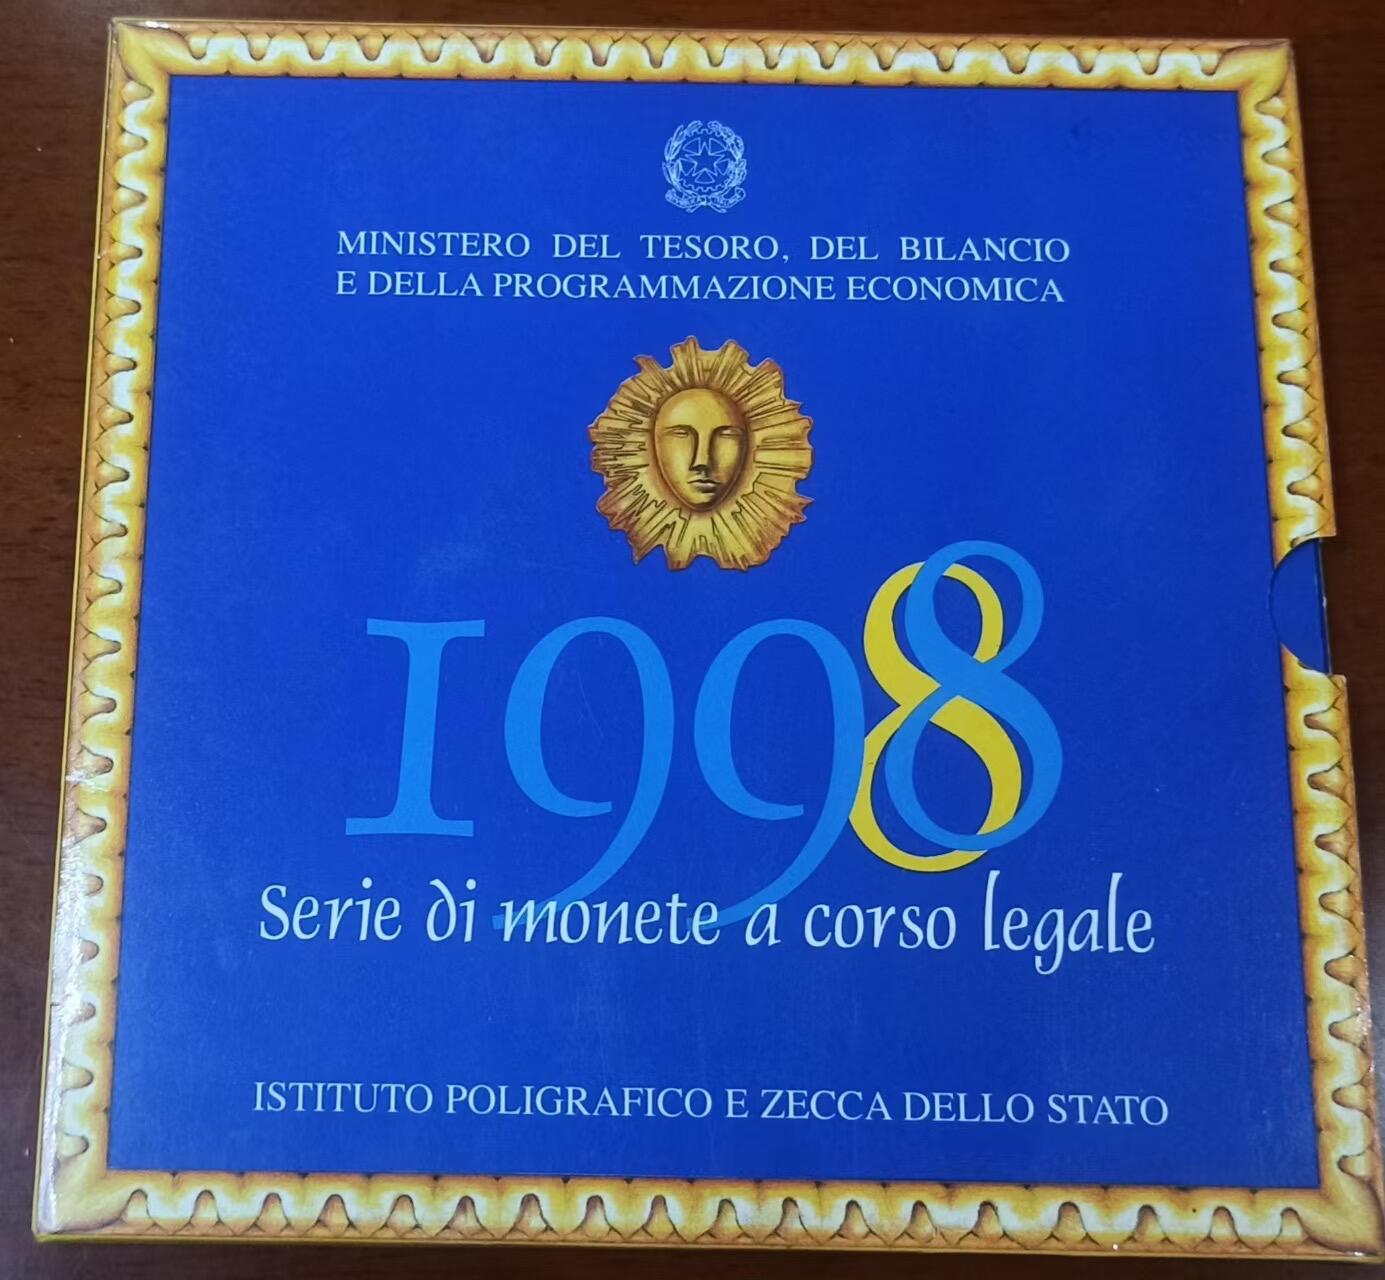 MINISTERO DEL TESORO, DEL BILANCIO
E DELLA PROGRAMMAZIONE ECONOMICA
1998
Serie di monete a corso legale
ISTITUTO POLIGRAFICO E ZECCA DELLO STATO